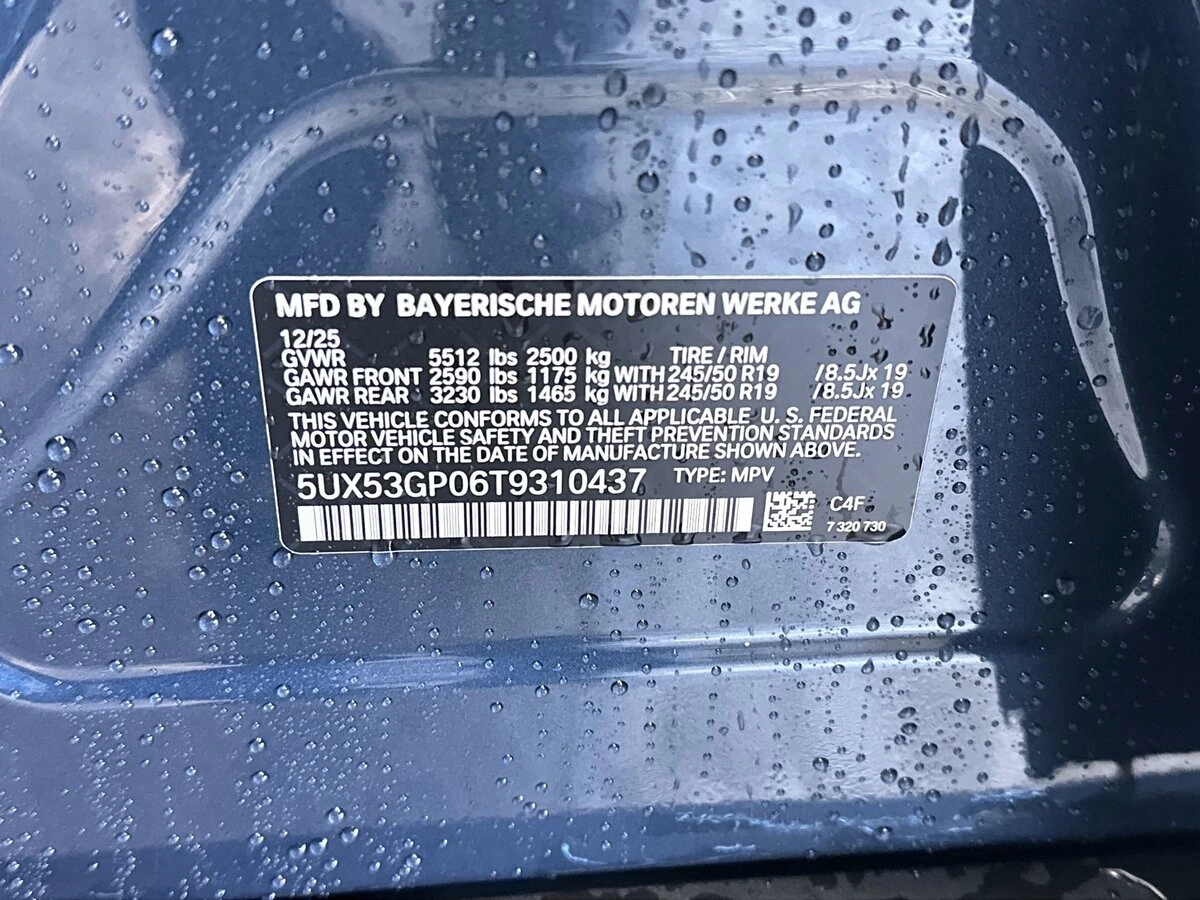 MFD BY BAYERISCHE MOTOREN WERKE AG
12/25
GVWR 5512 lbs 2500 kg TIRE / RIM
GAWR FRONT 2590 lbs 1175 kg WITH 245/50 R19 /8.5Jx 19
GAWR REAR 3230 lbs 1465 kg WITH 245/50 R19 /8.5Jx 19
THIS VEHICLE CONFORMS TO ALL APPLICABLE U. S. FEDERAL
MOTOR VEHICLE SAFETY AND THEFT PREVENTION STANDARDS
IN EFFECT ON THE DATE OF MANUFACTURE SHOWN ABOVE.
5UX53GP06T9310437 TYPE: MPV
C4F
7 320 730